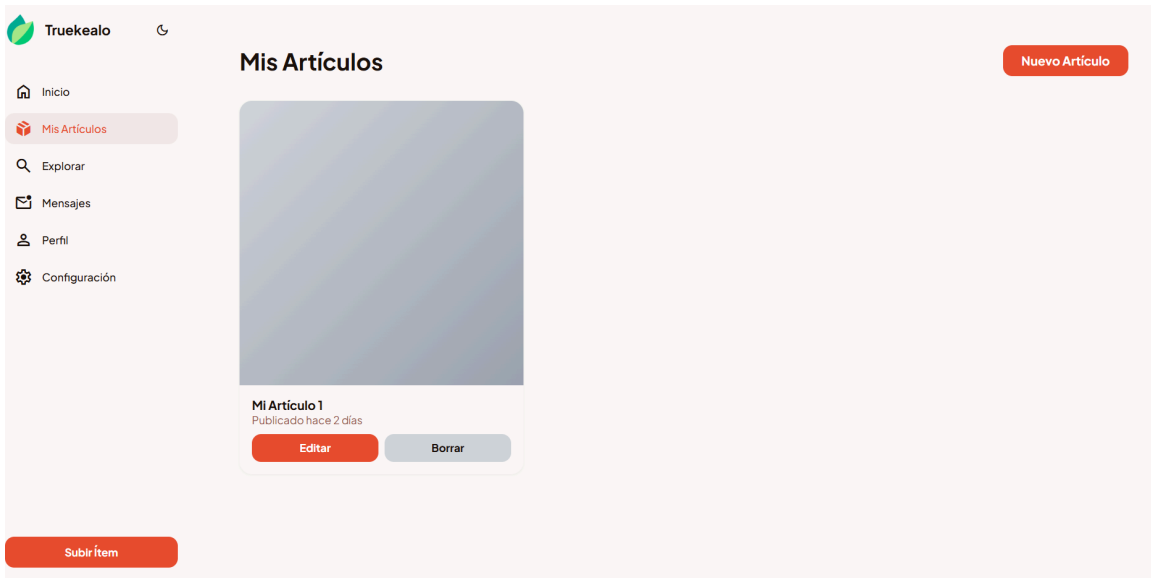 Truekealo
Inicio
Mis Artículos
Explorar
Mensajes
Perfil
Configuración
Subir Ítem
Mis Artículos
Nuevo Artículo
Mi Artículo 1
Publicado hace 2 días
Editar
Borrar